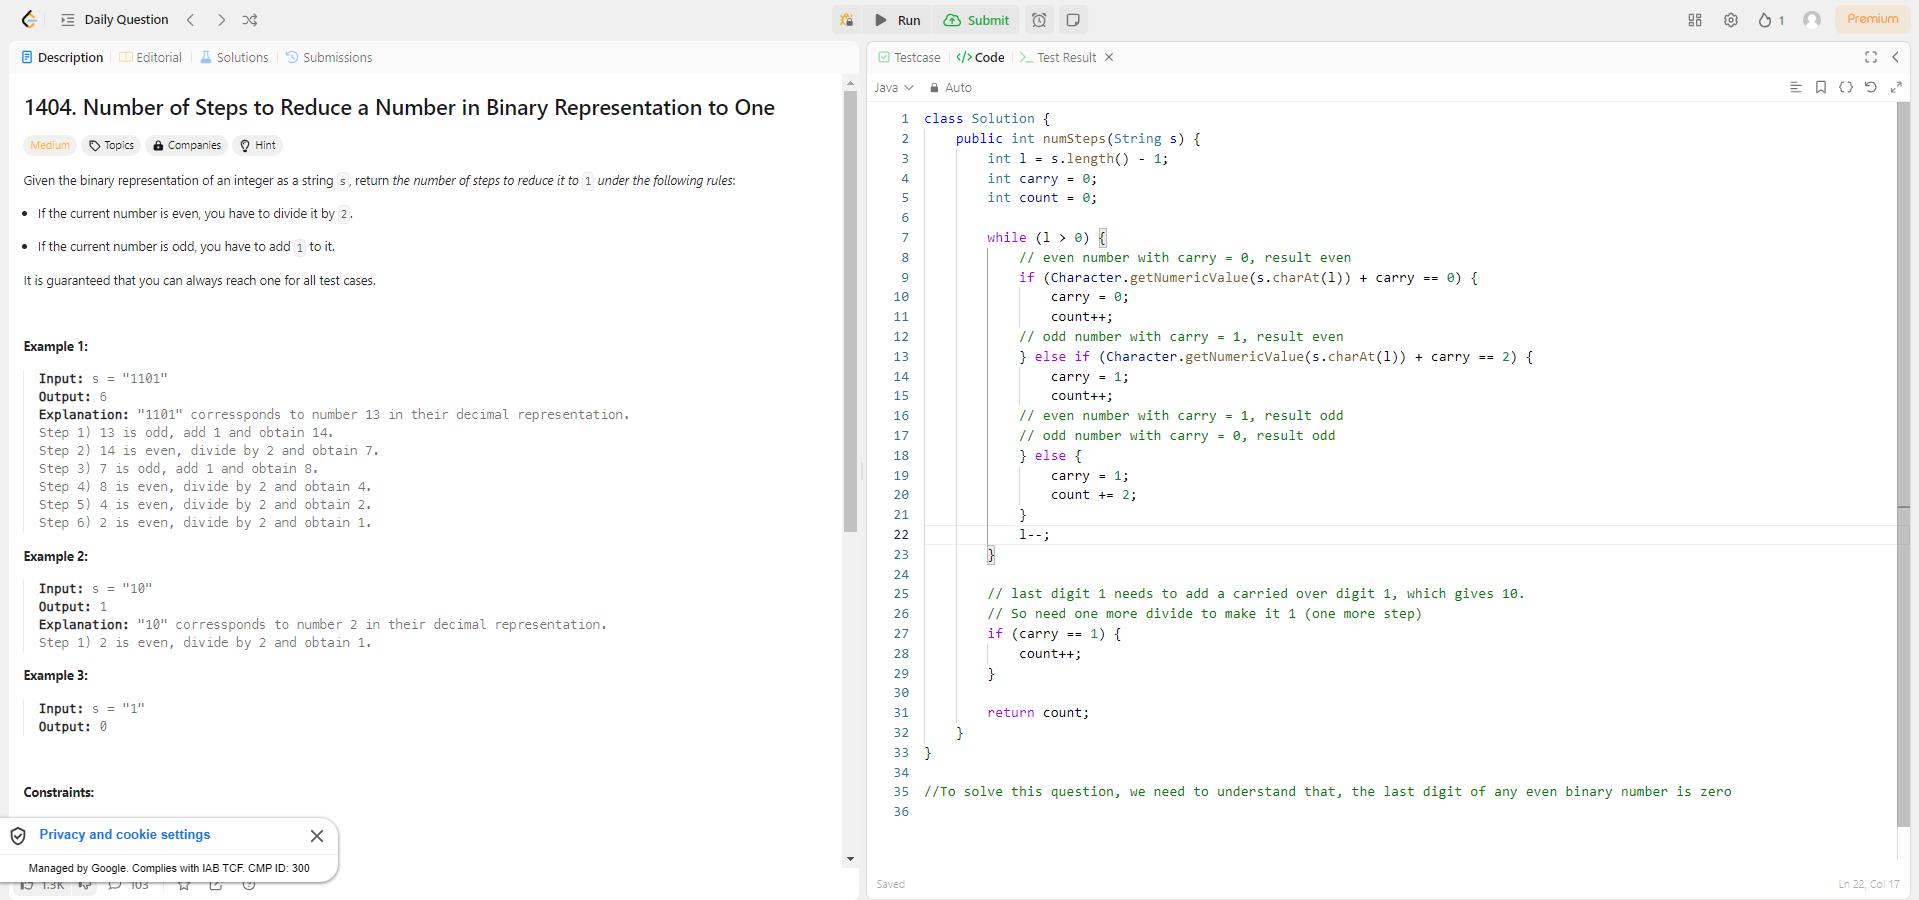 Daily Question
Run
Submit
1
Premium
Description
Editorial
Solutions
Submissions
1404. Number of Steps to Reduce a Number in Binary Representation to One
Medium
Topics
Companies
Hint
Given the binary representation of an integer as a string s, return the number of steps to reduce it to 1 under the following rules:
• If the current number is even, you have to divide it by 2.
• If the current number is odd, you have to add 1 to it.
It is guaranteed that you can always reach one for all test cases.
Example 1:
Input: s = "1101"
Output: 6
Explanation: "1101" corressponds to number 13 in their decimal representation.
Step 1) 13 is odd, add 1 and obtain 14.
Step 2) 14 is even, divide by 2 and obtain 7.
Step 3) 7 is odd, add 1 and obtain 8.
Step 4) 8 is even, divide by 2 and obtain 4.
Step 5) 4 is even, divide by 2 and obtain 2.
Step 6) 2 is even, divide by 2 and obtain 1.
Example 2:
Input: s = "10"
Output: 1
Explanation: "10" corressponds to number 2 in their decimal representation.
Step 1) 2 is even, divide by 2 and obtain 1.
Example 3:
Input: s = "1"
Output: 0
Constraints:
Privacy and cookie settings
Managed by Google. Complies with IAB TCF. CMP ID: 300
1.3K
103
Testcase
Code
Test Result
Java
Auto
1 class Solution {
2 public int numSteps(String s) {
3 int l = s.length() - 1;
4 int carry = 0;
5 int count = 0;
6
7 while (l > 0) {
8 // even number with carry = 0, result even
9 if (Character.getNumericValue(s.charAt(l)) + carry == 0) {
10 carry = 0;
11 count++;
12 // odd number with carry = 1, result even
13 } else if (Character.getNumericValue(s.charAt(l)) + carry == 2) {
14 carry = 1;
15 count++;
16 // even number with carry = 1, result odd
17 // odd number with carry = 0, result odd
18 } else {
19 carry = 1;
20 count += 2;
21 }
22 l--;
23 }
24
25 // last digit 1 needs to add a carried over digit 1, which gives 10.
26 // So need one more divide to make it 1 (one more step)
27 if (carry == 1) {
28 count++;
29 }
30
31 return count;
32 }
33 }
34
35 //To solve this question, we need to understand that, the last digit of any even binary number is zero
36
Saved
Ln 22, Col 17